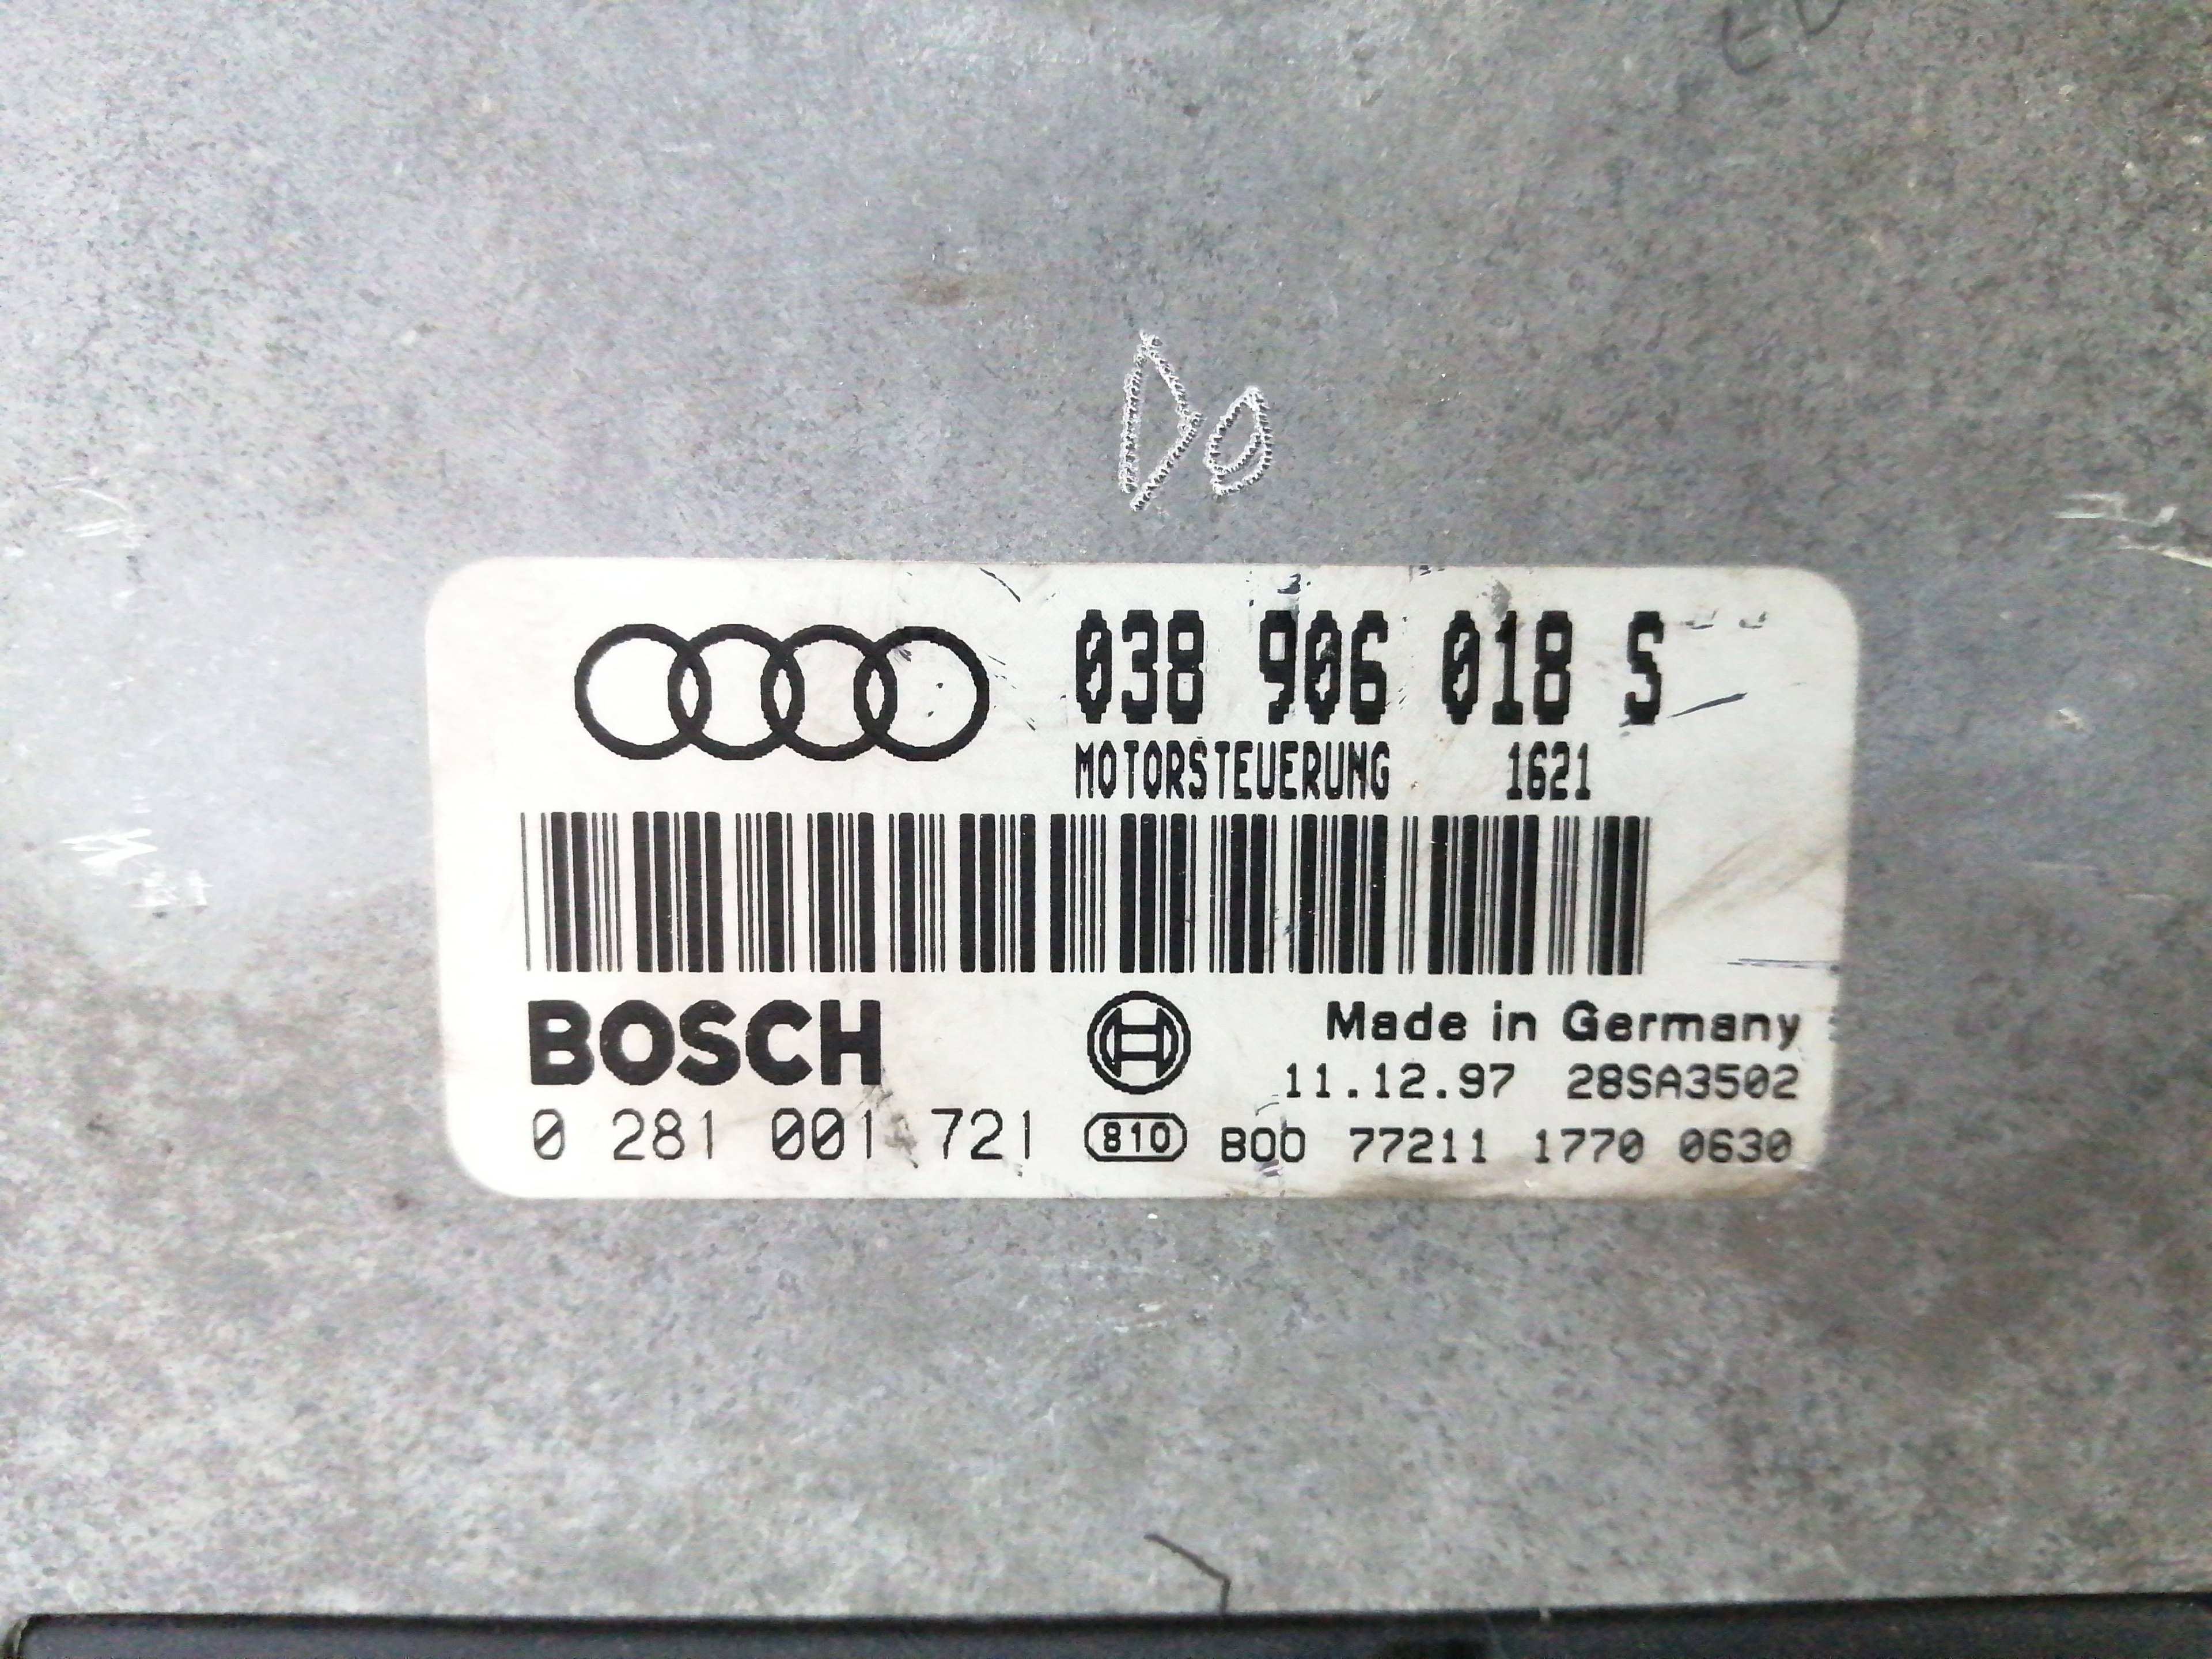 Do
038 906 018 S
MOTORSTEUERUNG 1621
BOSCH
Made in Germany
11.12.97 28SA3502
0 281 001 721
810
B00 77211 1770 0630